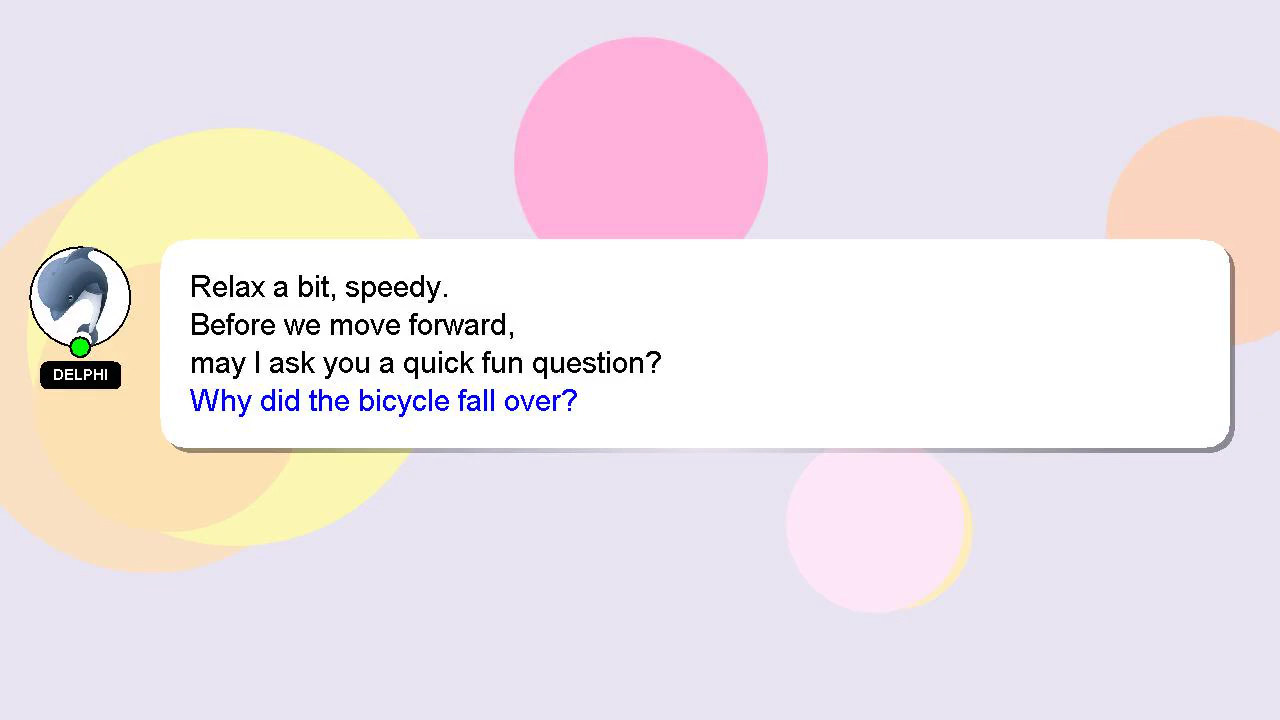 Relax a bit, speedy.
Before we move forward,
may I ask you a quick fun question?
Why did the bicycle fall over?
DELPHI